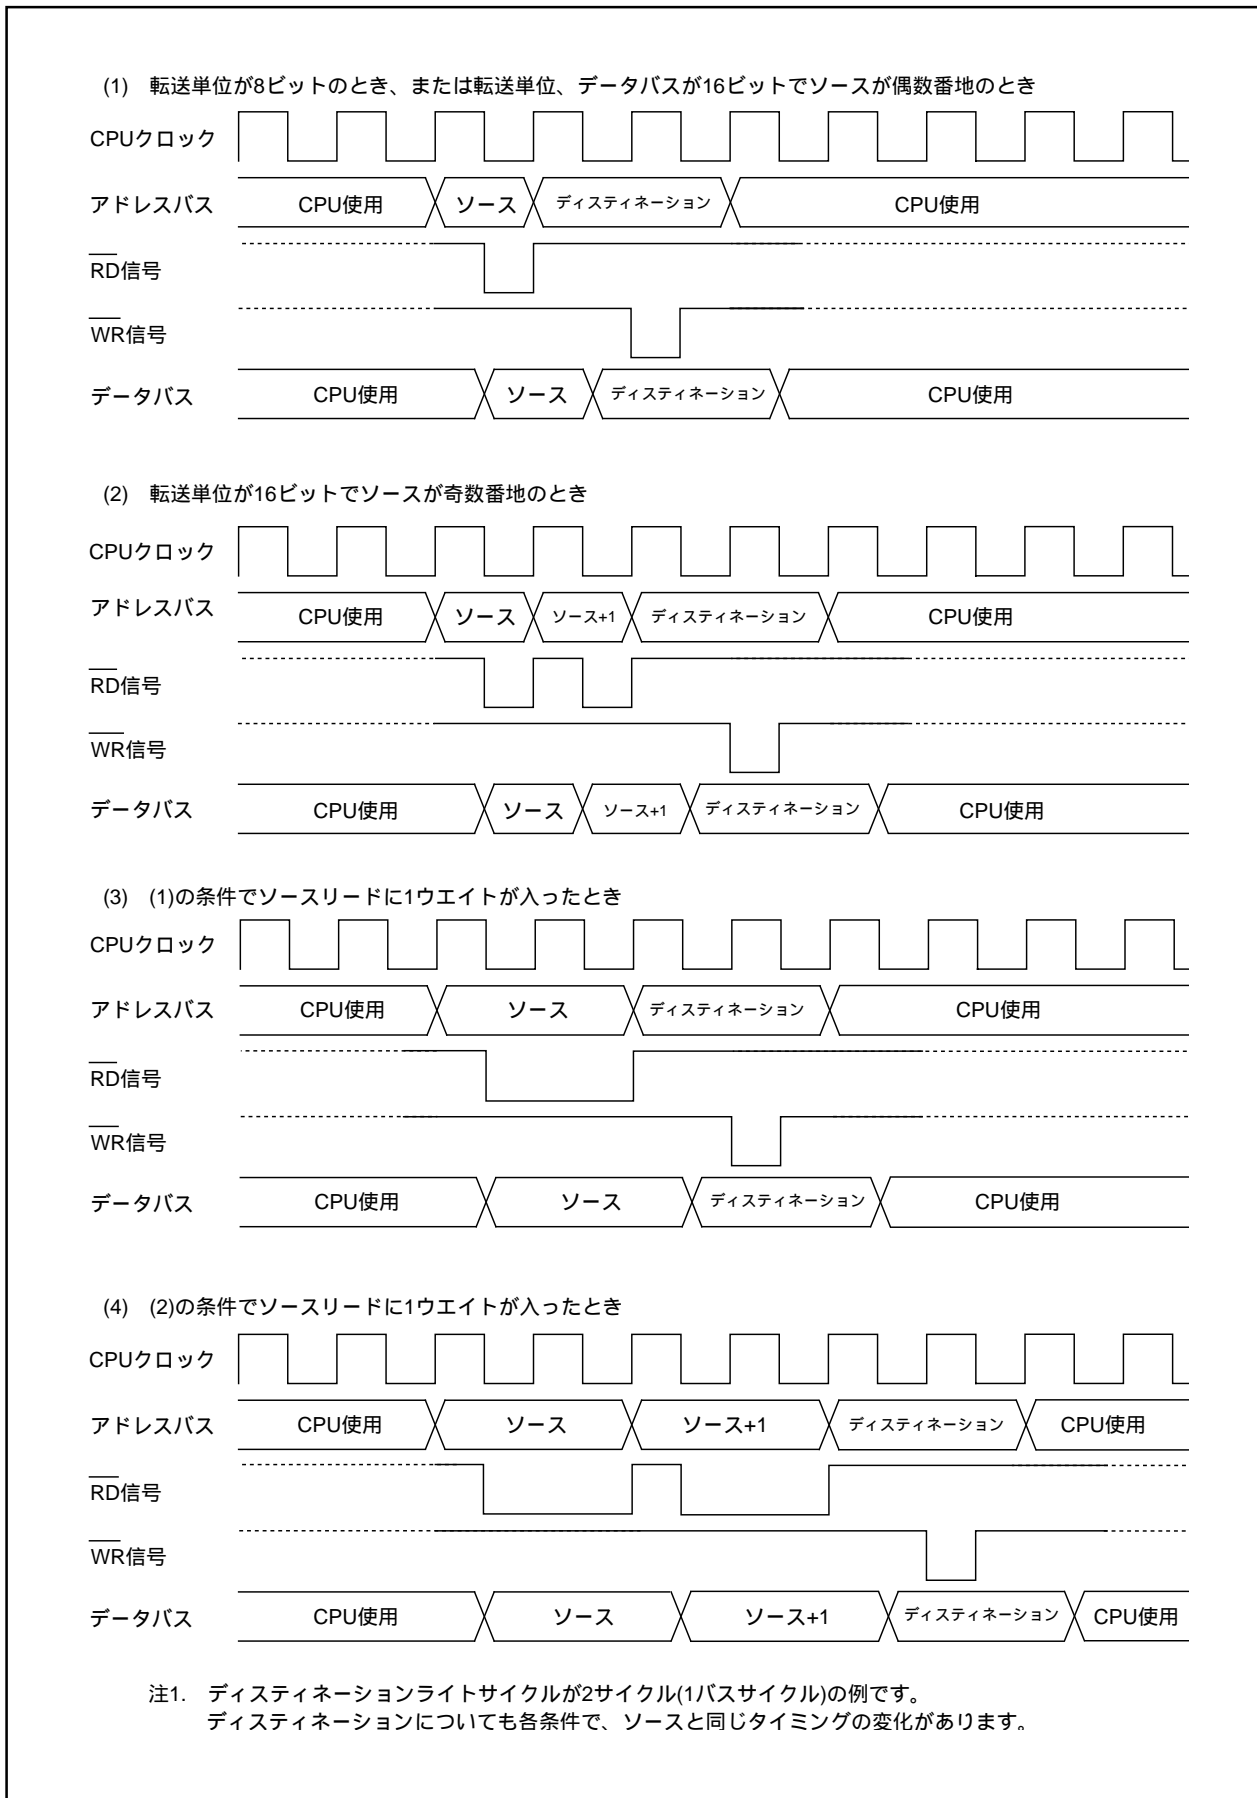 (1) 転送単位が8ビットのとき、または転送単位、データバスが16ビットでソースが偶数番地のとき
CPUクロック
アドレスバス CPU使用 ソース ディスティネーション CPU使用
RD信号
WR信号
データバス CPU使用 ソース ディスティネーション CPU使用
(2) 転送単位が16ビットでソースが奇数番地のとき
CPUクロック
アドレスバス CPU使用 ソース ソース+1 ディスティネーション CPU使用
RD信号
WR信号
データバス CPU使用 ソース ソース+1 ディスティネーション CPU使用
(3) (1)の条件でソースリードに1ウエイトが入ったとき
CPUクロック
アドレスバス CPU使用 ソース ディスティネーション CPU使用
RD信号
WR信号
データバス CPU使用 ソース ディスティネーション CPU使用
(4) (2)の条件でソースリードに1ウエイトが入ったとき
CPUクロック
アドレスバス CPU使用 ソース ソース+1 ディスティネーション CPU使用
RD信号
WR信号
データバス CPU使用 ソース ソース+1 ディスティネーション CPU使用
注1. ディスティネーションライトサイクルが2サイクル(1バスサイクル)の例です。
ディスティネーションについても各条件で、ソースと同じタイミングの変化があります。